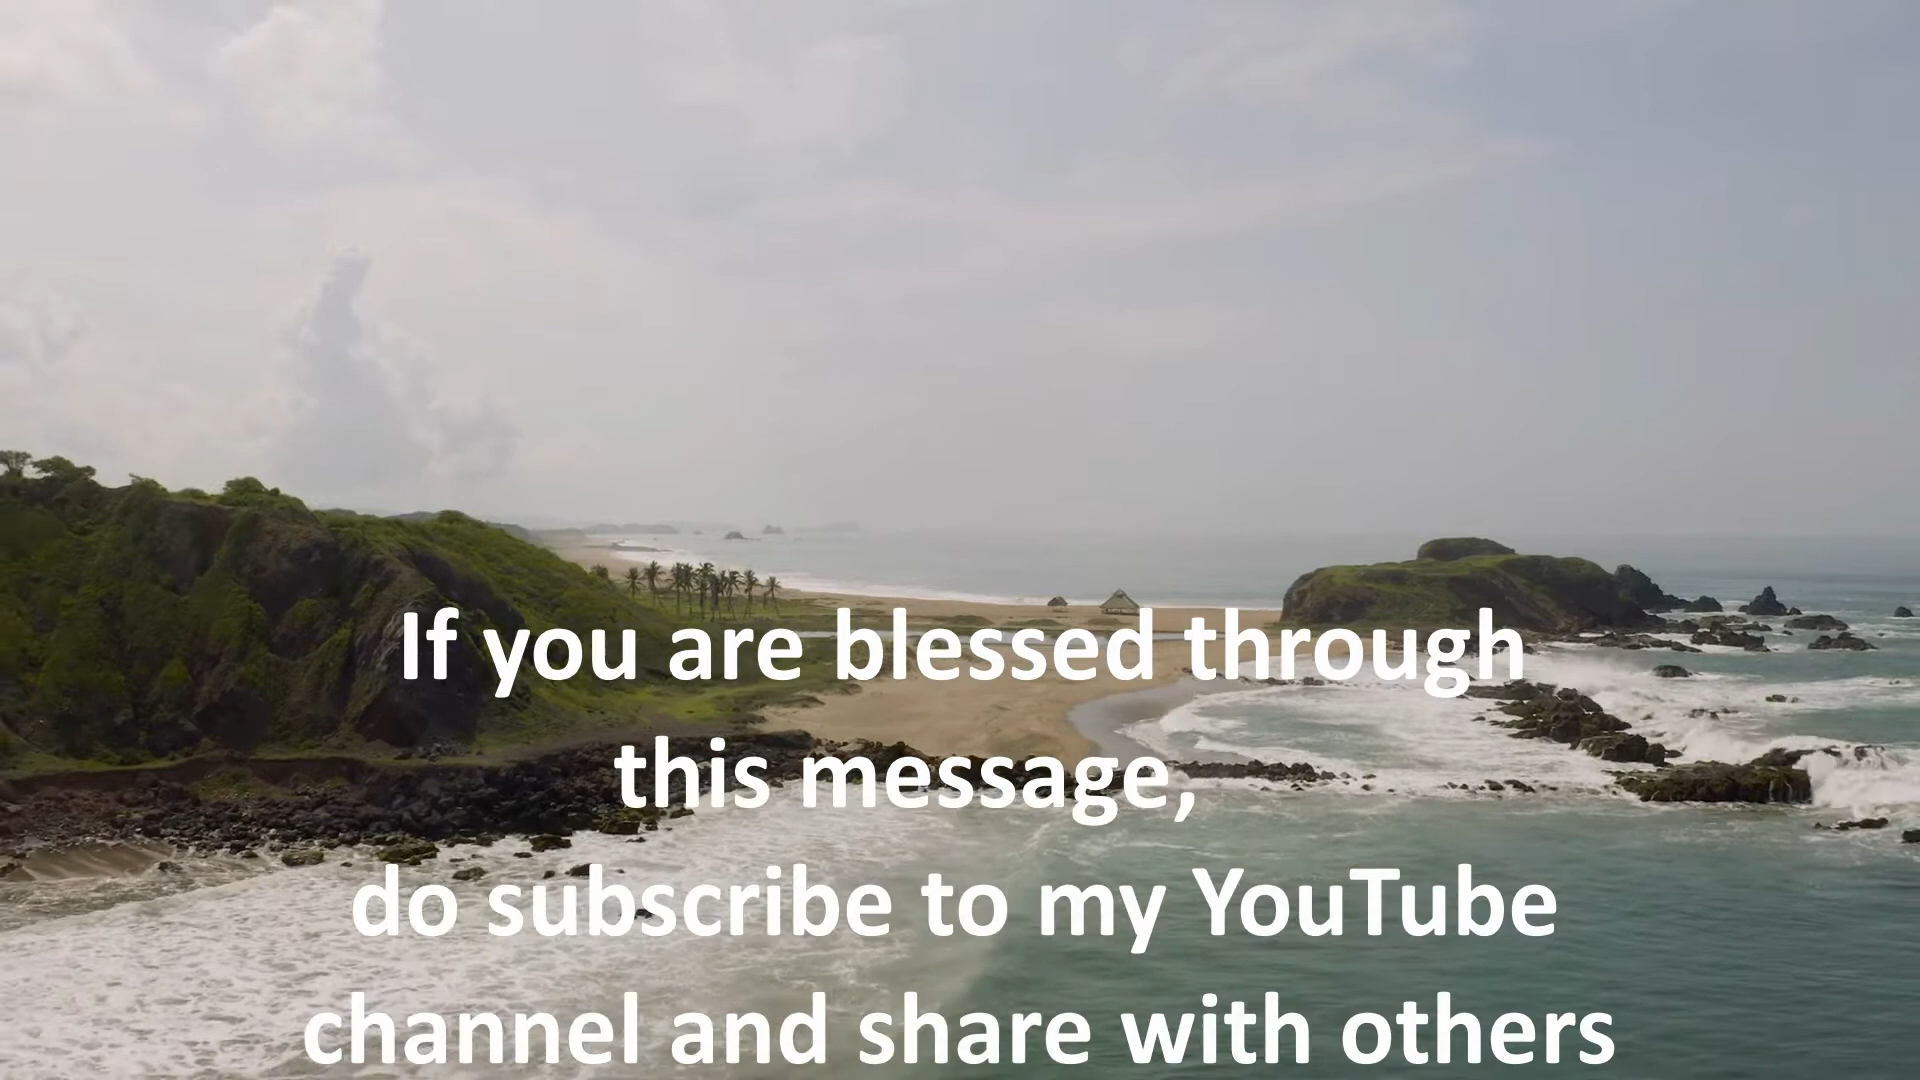 If you are blessed through
this message,
do subscribe to my YouTube
channel and share with others